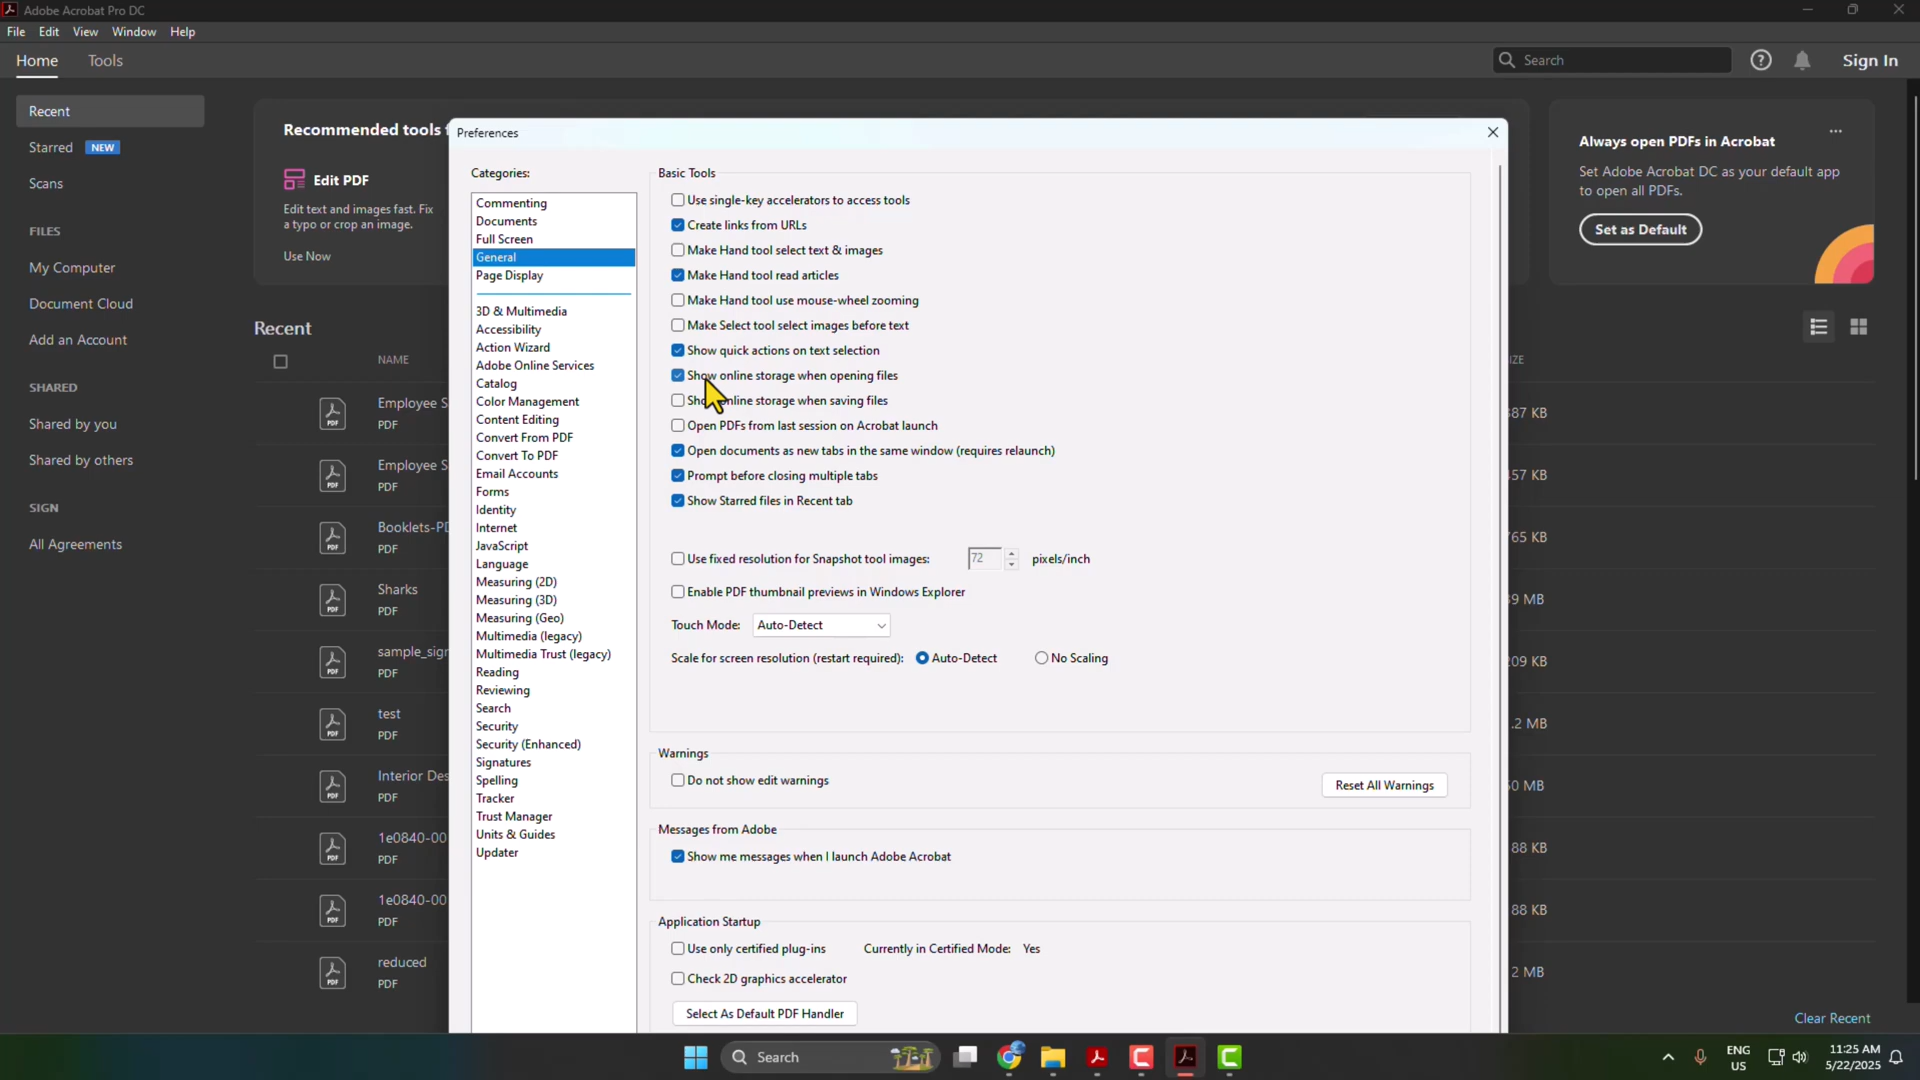 Adobe Acrobat Pro DC
File Edit View Window Help
Home Tools
Search
Sign In
Recent
Starred NEW
Scans
FILES
My Computer
Document Cloud
Add an Account
SHARED
Shared by you
Shared by others
SIGN
All Agreements
Recommended tools
Edit PDF
Edit text and images fast. Fix
a typo or crop an image.
Use Now
Always open PDFs in Acrobat
Set Adobe Acrobat DC as your default app
to open all PDFs.
Set as Default
Recent
NAME
Employee S
PDF
87 KB
Employee S
PDF
57 KB
Booklets-PD
PDF
65 KB
Sharks
PDF
9 MB
sample_sign
PDF
09 KB
test
PDF
.2 MB
Interior Des
PDF
0 MB
1e0840-00
PDF
88 KB
1e0840-00
PDF
88 KB
reduced
PDF
2 MB
Clear Recent
Preferences
Categories:
Commenting
Documents
Full Screen
General
Page Display
3D & Multimedia
Accessibility
Action Wizard
Adobe Online Services
Catalog
Color Management
Content Editing
Convert From PDF
Convert To PDF
Email Accounts
Forms
Identity
Internet
JavaScript
Language
Measuring (2D)
Measuring (3D)
Measuring (Geo)
Multimedia (legacy)
Multimedia Trust (legacy)
Reading
Reviewing
Search
Security
Security (Enhanced)
Signatures
Spelling
Tracker
Trust Manager
Units & Guides
Updater
Basic Tools
Use single-key accelerators to access tools
Create links from URLs
Make Hand tool select text & images
Make Hand tool read articles
Make Hand tool use mouse-wheel zooming
Make Select tool select images before text
Show quick actions on text selection
Show online storage when opening files
Show online storage when saving files
Open PDFs from last session on Acrobat launch
Open documents as new tabs in the same window (requires relaunch)
Prompt before closing multiple tabs
Show Starred files in Recent tab
Use fixed resolution for Snapshot tool images: 72 pixels/inch
Enable PDF thumbnail previews in Windows Explorer
Touch Mode: Auto-Detect
Scale for screen resolution (restart required): Auto-Detect No Scaling
Warnings
Do not show edit warnings
Reset All Warnings
Messages from Adobe
Show me messages when I launch Adobe Acrobat
Application Startup
Use only certified plug-ins Currently in Certified Mode: Yes
Check 2D graphics accelerator
Select As Default PDF Handler
Search
ENG
US
11:25 AM
5/22/2025